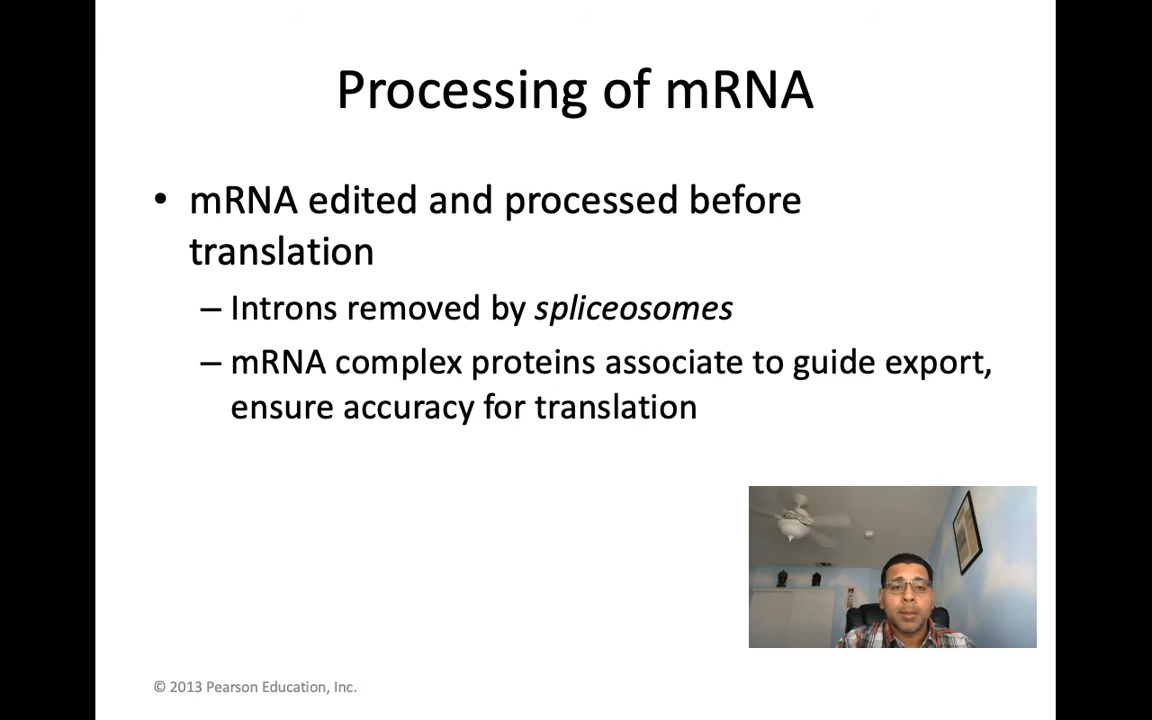 Processing of mRNA
• mRNA edited and processed before
translation
– Introns removed by spliceosomes
– mRNA complex proteins associate to guide export,
ensure accuracy for translation
© 2013 Pearson Education, Inc.